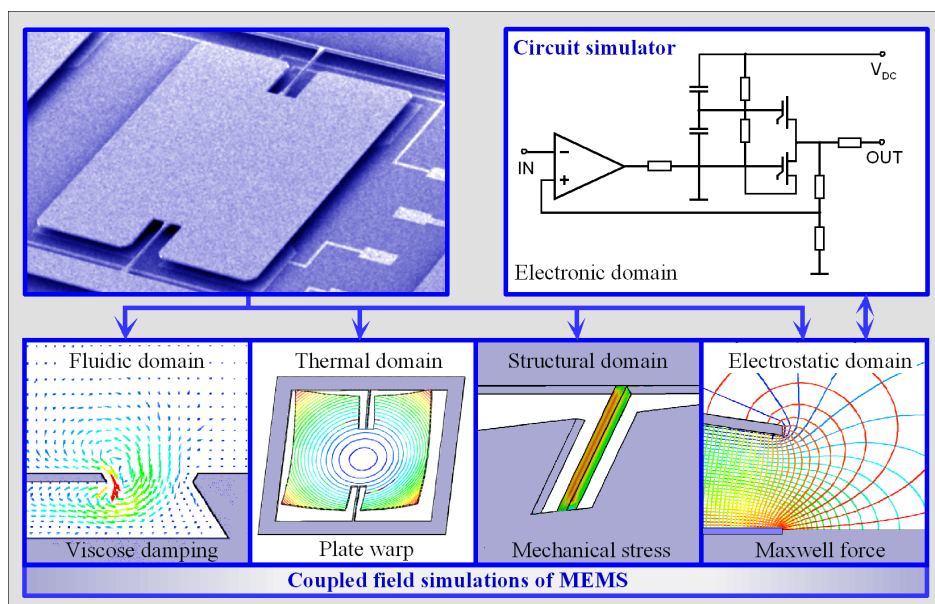 Circuit simulator
VDC
IN
OUT
Electronic domain
Fluidic domain
Thermal domain
Structural domain
Electrostatic domain
Viscose damping
Plate warp
Mechanical stress
Maxwell force
Coupled field simulations of MEMS